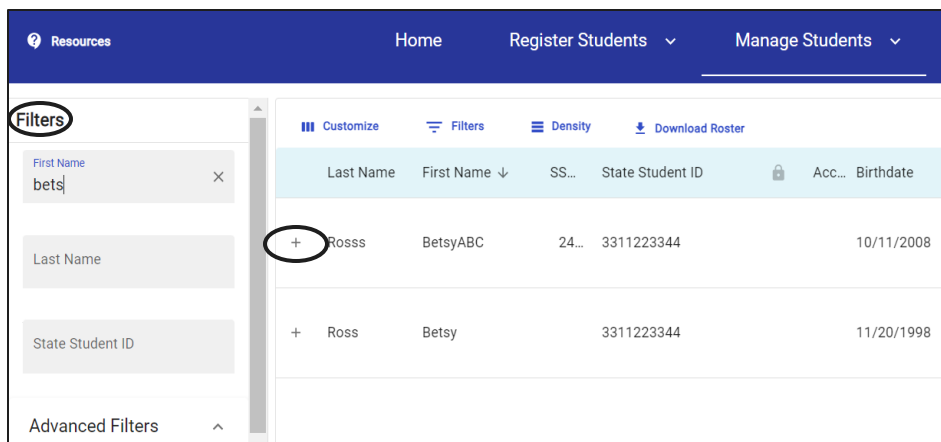 Resources
Home
Register Students
Manage Students
Filters
First Name
bets
Last Name
State Student ID
Advanced Filters
Customize
Filters
Density
Download Roster
Last Name First Name SS... State Student ID Acc... Birthdate
+ Rosss BetsyABC 24... 3311223344 10/11/2008
+ Ross Betsy 3311223344 11/20/1998